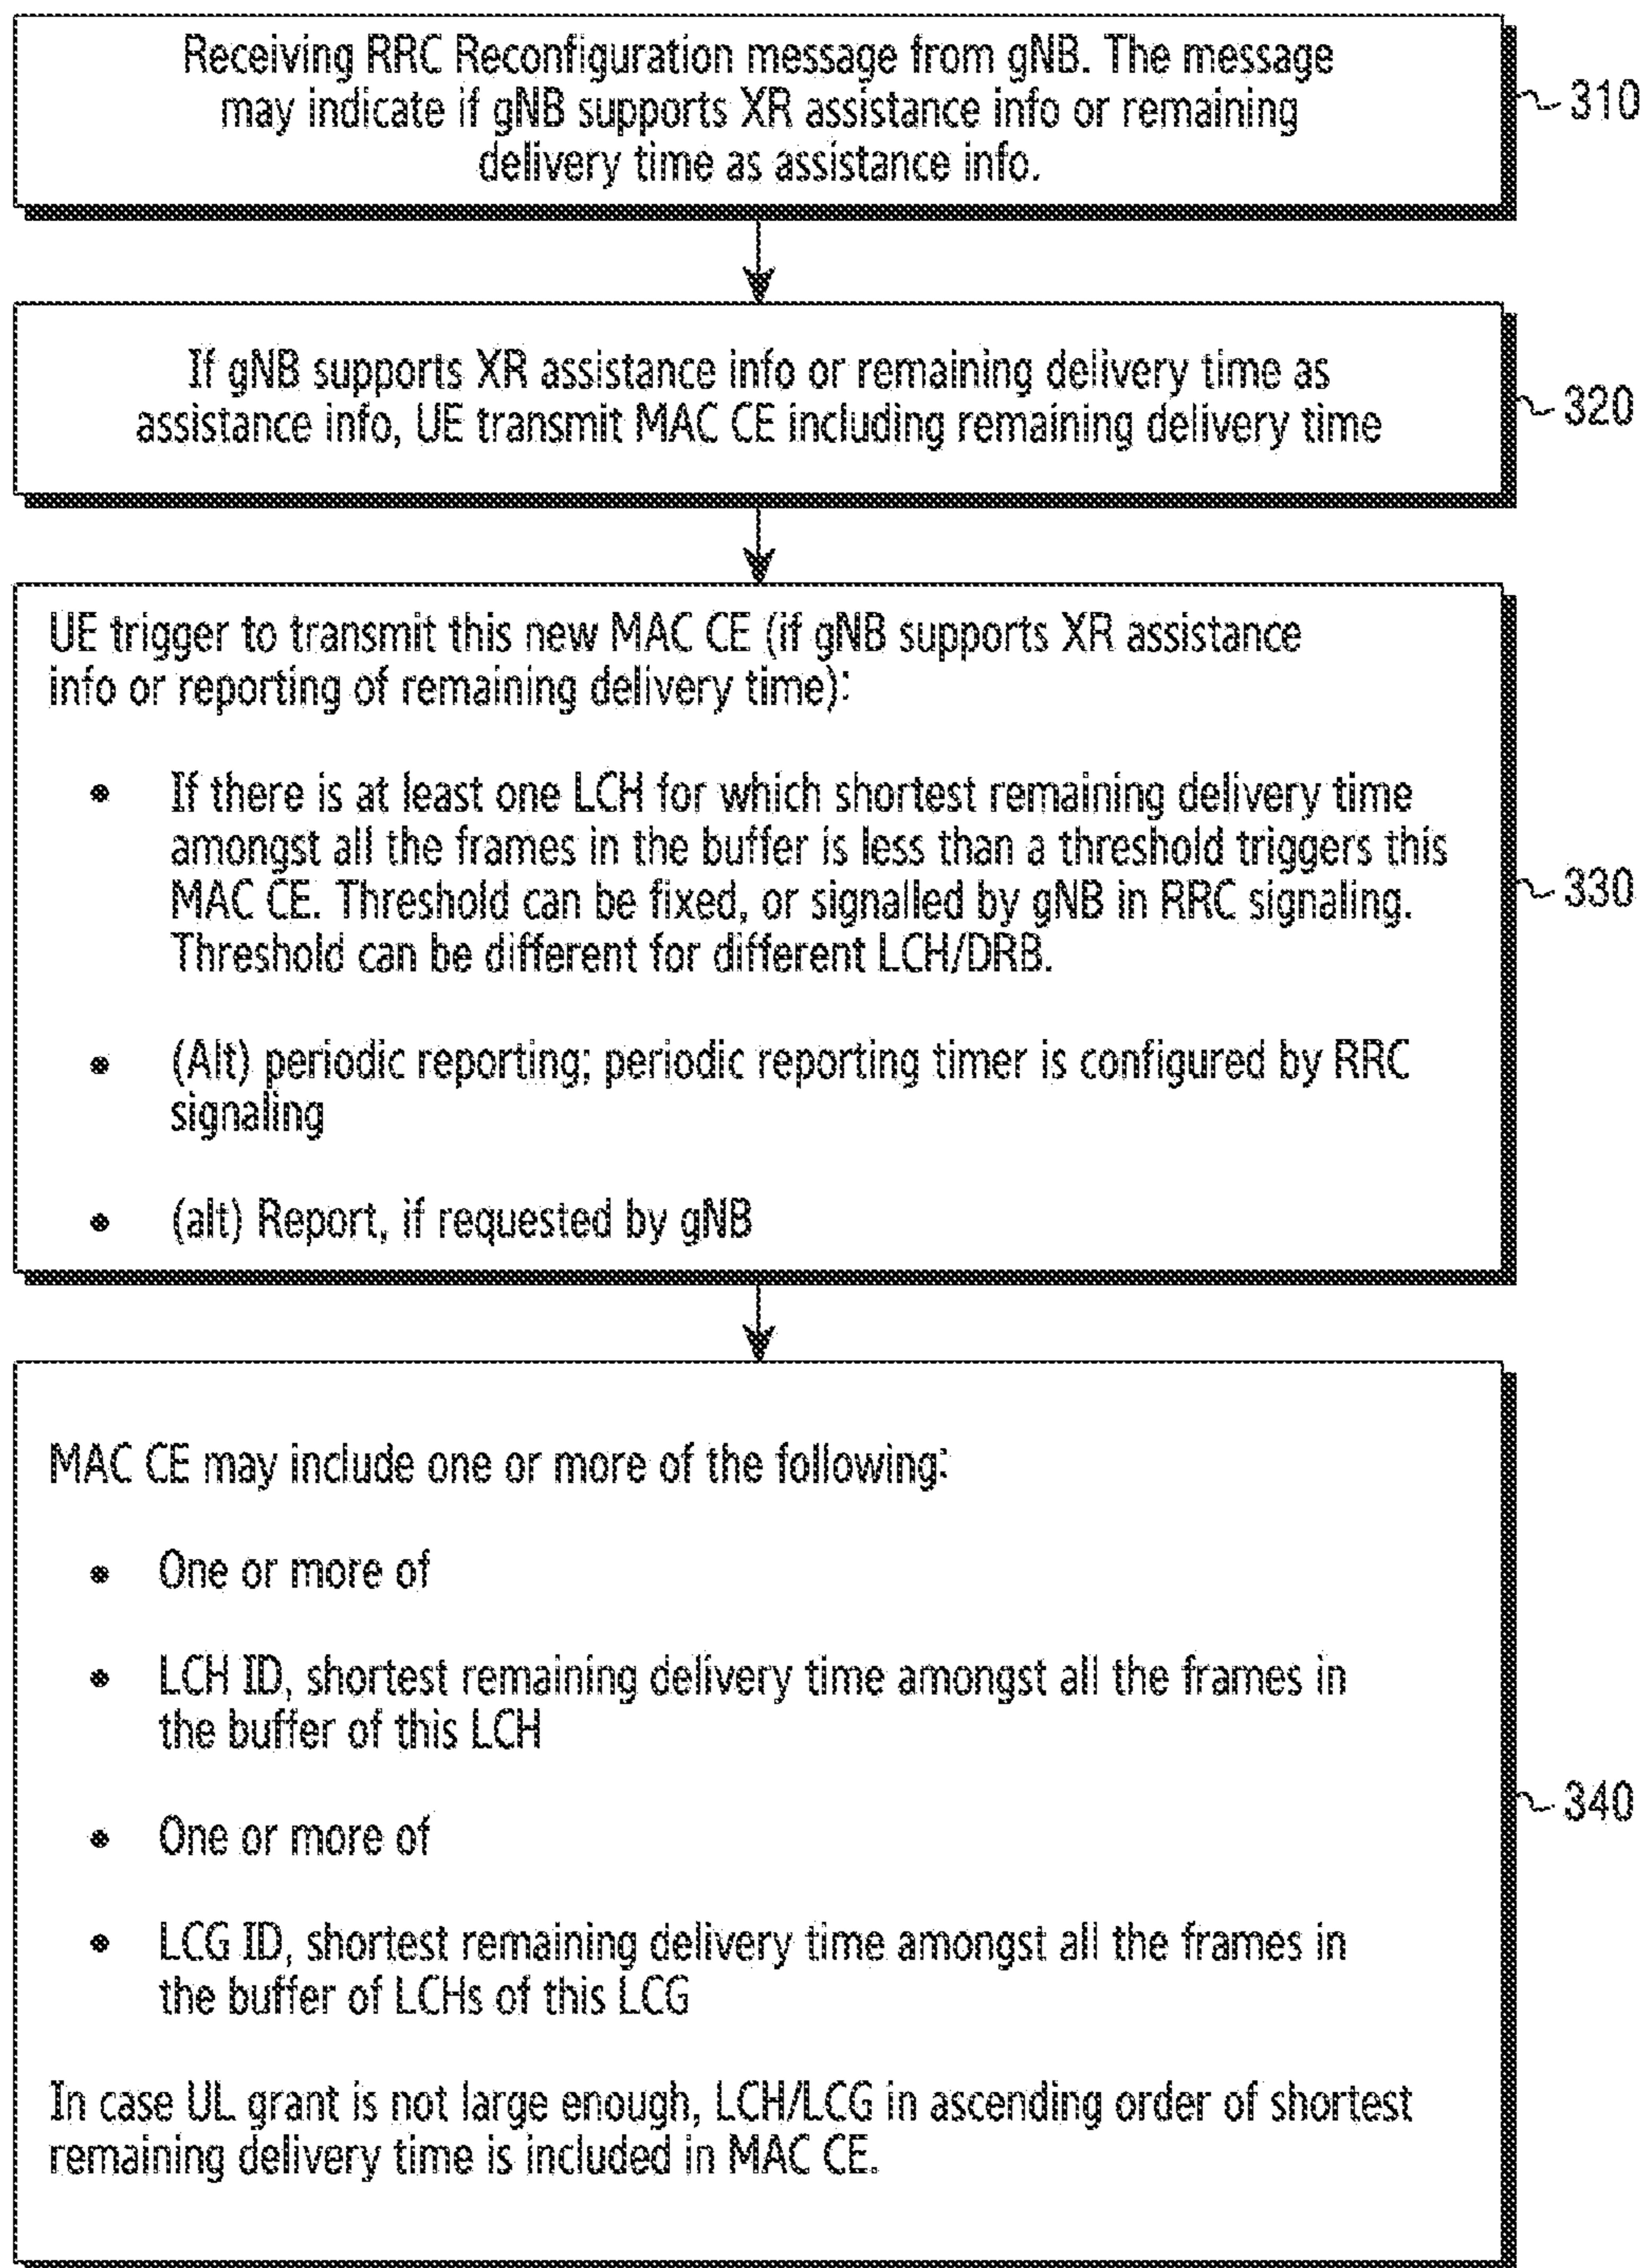 Receiving RRC Reconfiguration message from gNB. The message
may indicate if gNB supports XR assistance info or remaining
delivery time as assistance info.
310
If gNB supports XR assistance info or remaining delivery time as
assistance info, UE transmit MAC CE including remaining delivery time
320
UE trigger to transmit this new MAC CE (if gNB supports XR assistance
info or reporting of remaining delivery time):
• If there is at least one LCH for which shortest remaining delivery time
amongst all the frames in the buffer is less than a threshold triggers this
MAC CE. Threshold can be fixed, or signalled by gNB in RRC signaling.
Threshold can be different for different LCH/DRB.
• (Alt) periodic reporting; periodic reporting timer is configured by RRC
signaling
• (alt) Report, if requested by gNB
330
MAC CE may include one or more of the following:
• One or more of
• LCH ID, shortest remaining delivery time amongst all the frames in
the buffer of this LCH
• One or more of
• LCG ID, shortest remaining delivery time amongst all the frames in
the buffer of LCHs of this LCG
In case UL grant is not large enough, LCH/LCG in ascending order of shortest
remaining delivery time is included in MAC CE.
340